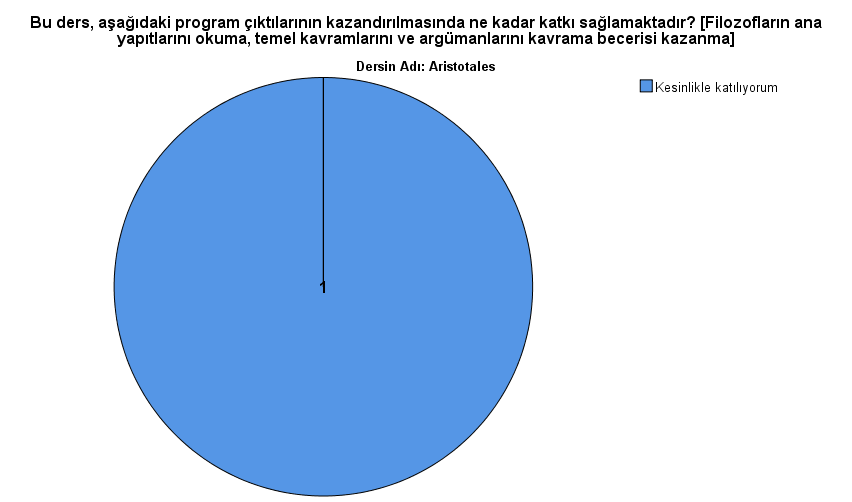 Bu ders, aşağıdaki program çıktılarının kazandırılmasında ne kadar katkı sağlamaktadır? [Filozofların ana
yapıtlarını okuma, temel kavramlarını ve argümanlarını kavrama becerisi kazanma]
Dersin Adı: Aristotales
Kesinlikle katılıyorum
1